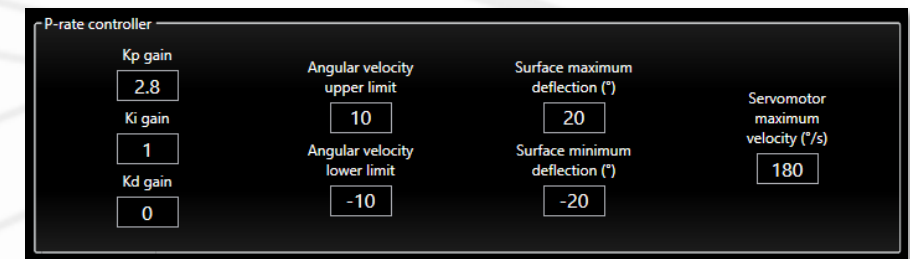 P-rate controller
Kp gain
2.8
Ki gain
1
Kd gain
0
Angular velocity
upper limit
10
Angular velocity
lower limit
-10
Surface maximum
deflection (°)
20
Surface minimum
deflection (°)
-20
Servomotor
maximum
velocity (°/s)
180